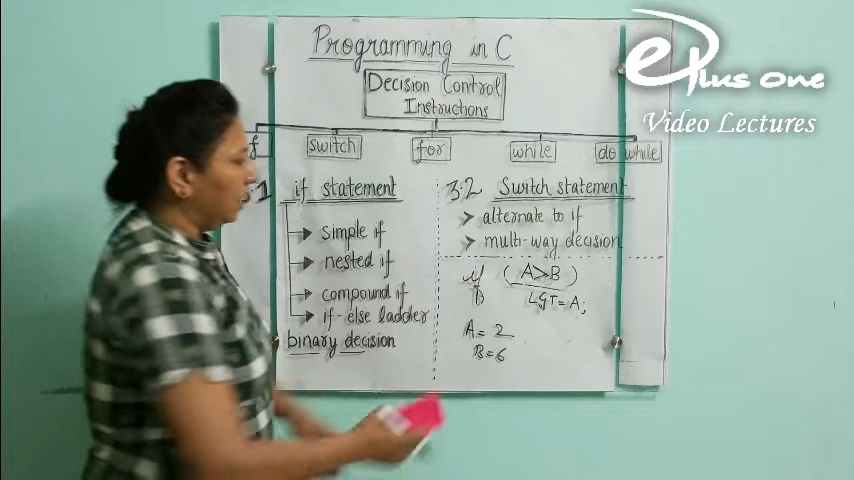 Programming in C
Decision Control
Instructions
f
switch
for
while
do while
.1 if statement
simple if
nested if
compound if
if-else ladder
binary decision
3.2 Switch statement
alternate to if
multi-way decision
if (A>B)
LGT=A;
A=2
B=6
ePlus one
Video Lectures